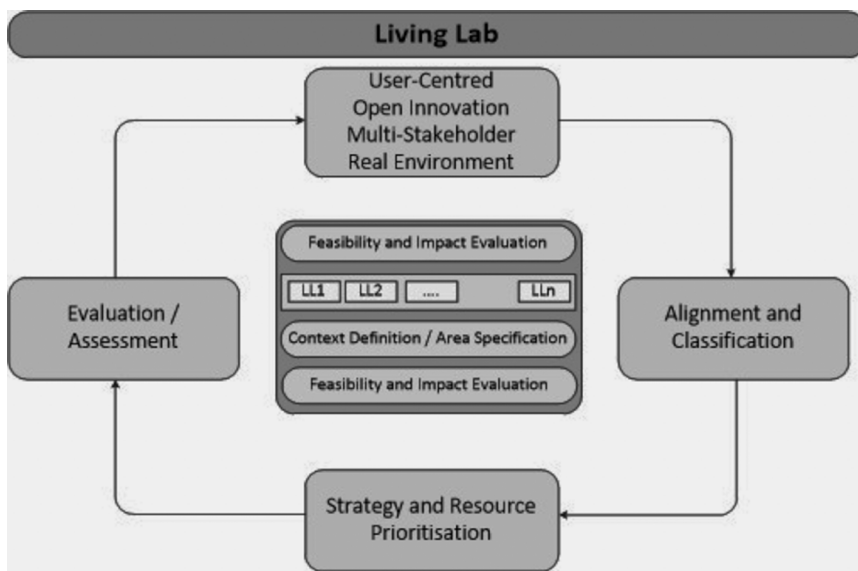 Living Lab
User-Centred
Open Innovation
Multi-Stakeholder
Real Environment
Feasibility and Impact Evaluation
LL1 LL2 .... LLn
Context Definition / Area Specification
Feasibility and Impact Evaluation
Evaluation /
Assessment
Alignment and
Classification
Strategy and Resource
Prioritisation